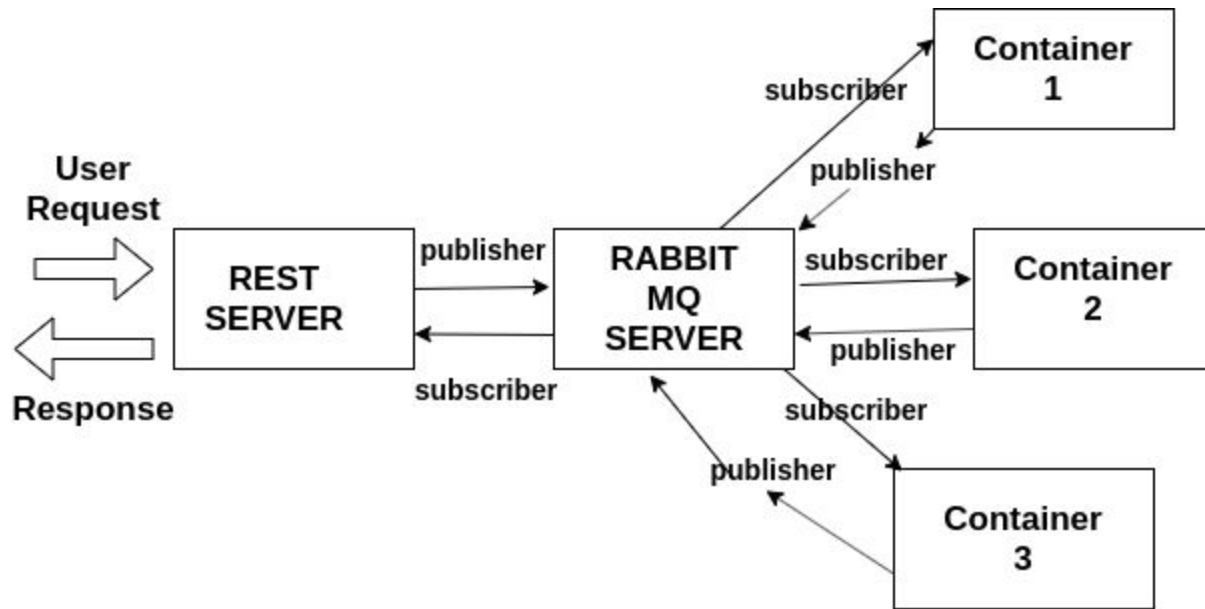 User
Request
Response
REST
SERVER
publisher
subscriber
RABBIT
MQ
SERVER
subscriber
publisher
Container
1
subscriber
publisher
Container
2
subscriber
publisher
Container
3